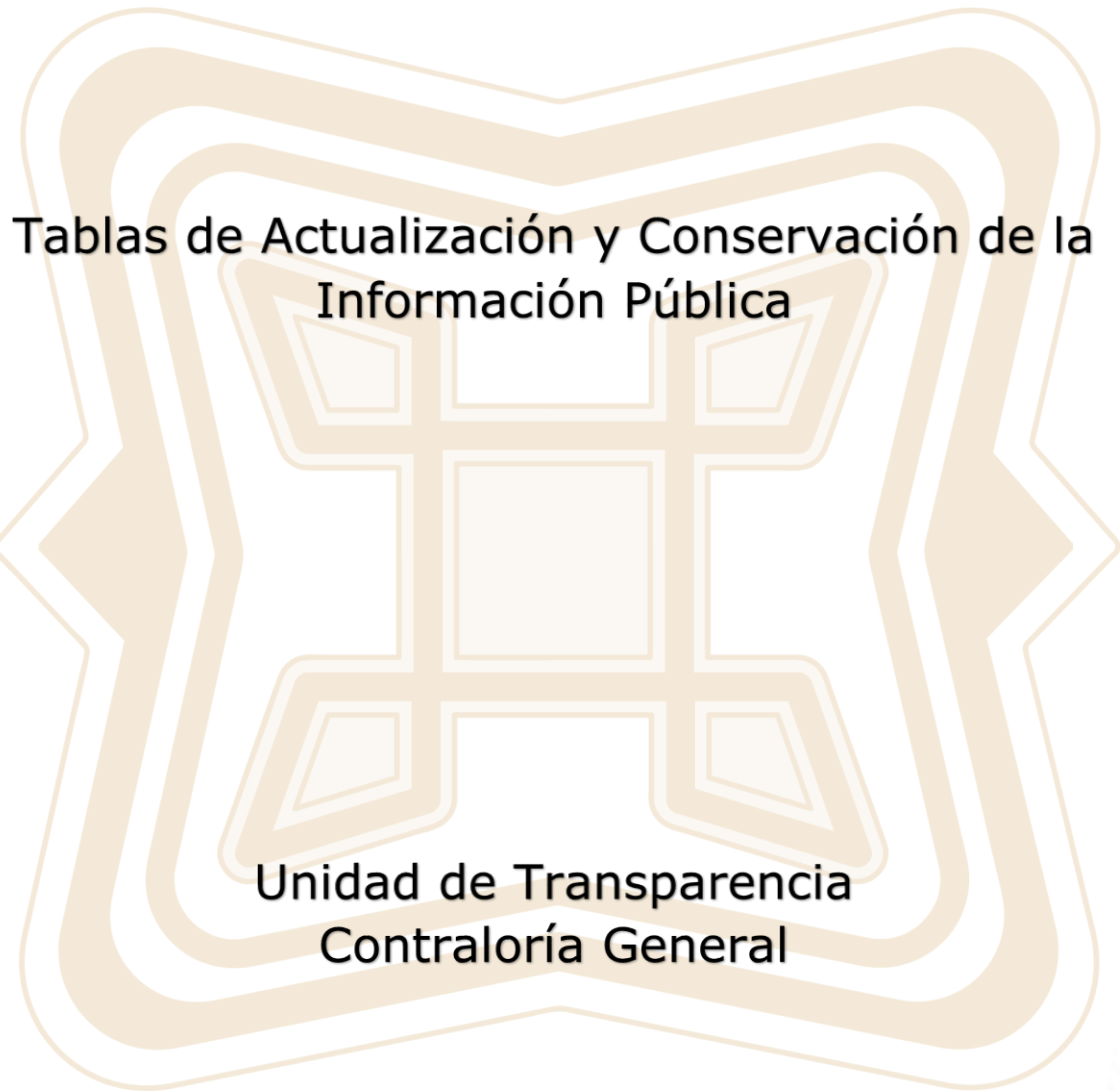 Tablas de Actualización y Conservación de la
Información Pública
Unidad de Transparencia
Contraloría General